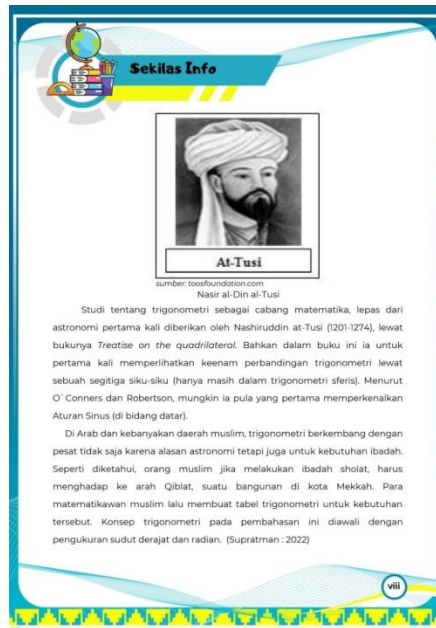 Sekilas Info
At-Tusi
sumber: toosfoundation.com
Nasir al-Din al-Tusi
Studi tentang trigonometri sebagai cabang matematika, lepas dari
astronomi pertama kali diberikan oleh Nashiruddin at-Tusi (1201-1274), lewat
bukunya Treatise on the quadrilateral. Bahkan dalam buku ini ia untuk
pertama kali memperlihatkan keenam perbandingan trigonometri lewat
sebuah segitiga siku-siku (hanya masih dalam trigonometri sferis). Menurut
O`Conners dan Robertson, mungkin ia pula yang pertama memperkenalkan
Aturan Sinus (di bidang datar).
Di Arab dan kebanyakan daerah muslim, trigonometri berkembang dengan
pesat tidak saja karena alasan astronomi tetapi juga untuk kebutuhan ibadah.
Seperti diketahui, orang muslim jika melakukan ibadah sholat, harus
menghadap ke arah Qiblat, suatu bangunan di kota Mekkah. Para
matematikawan muslim lalu membuat tabel trigonometri untuk kebutuhan
tersebut. Konsep trigonometri pada pembahasan ini diawali dengan
pengukuran sudut derajat dan radian. (Supratman : 2022)
viii